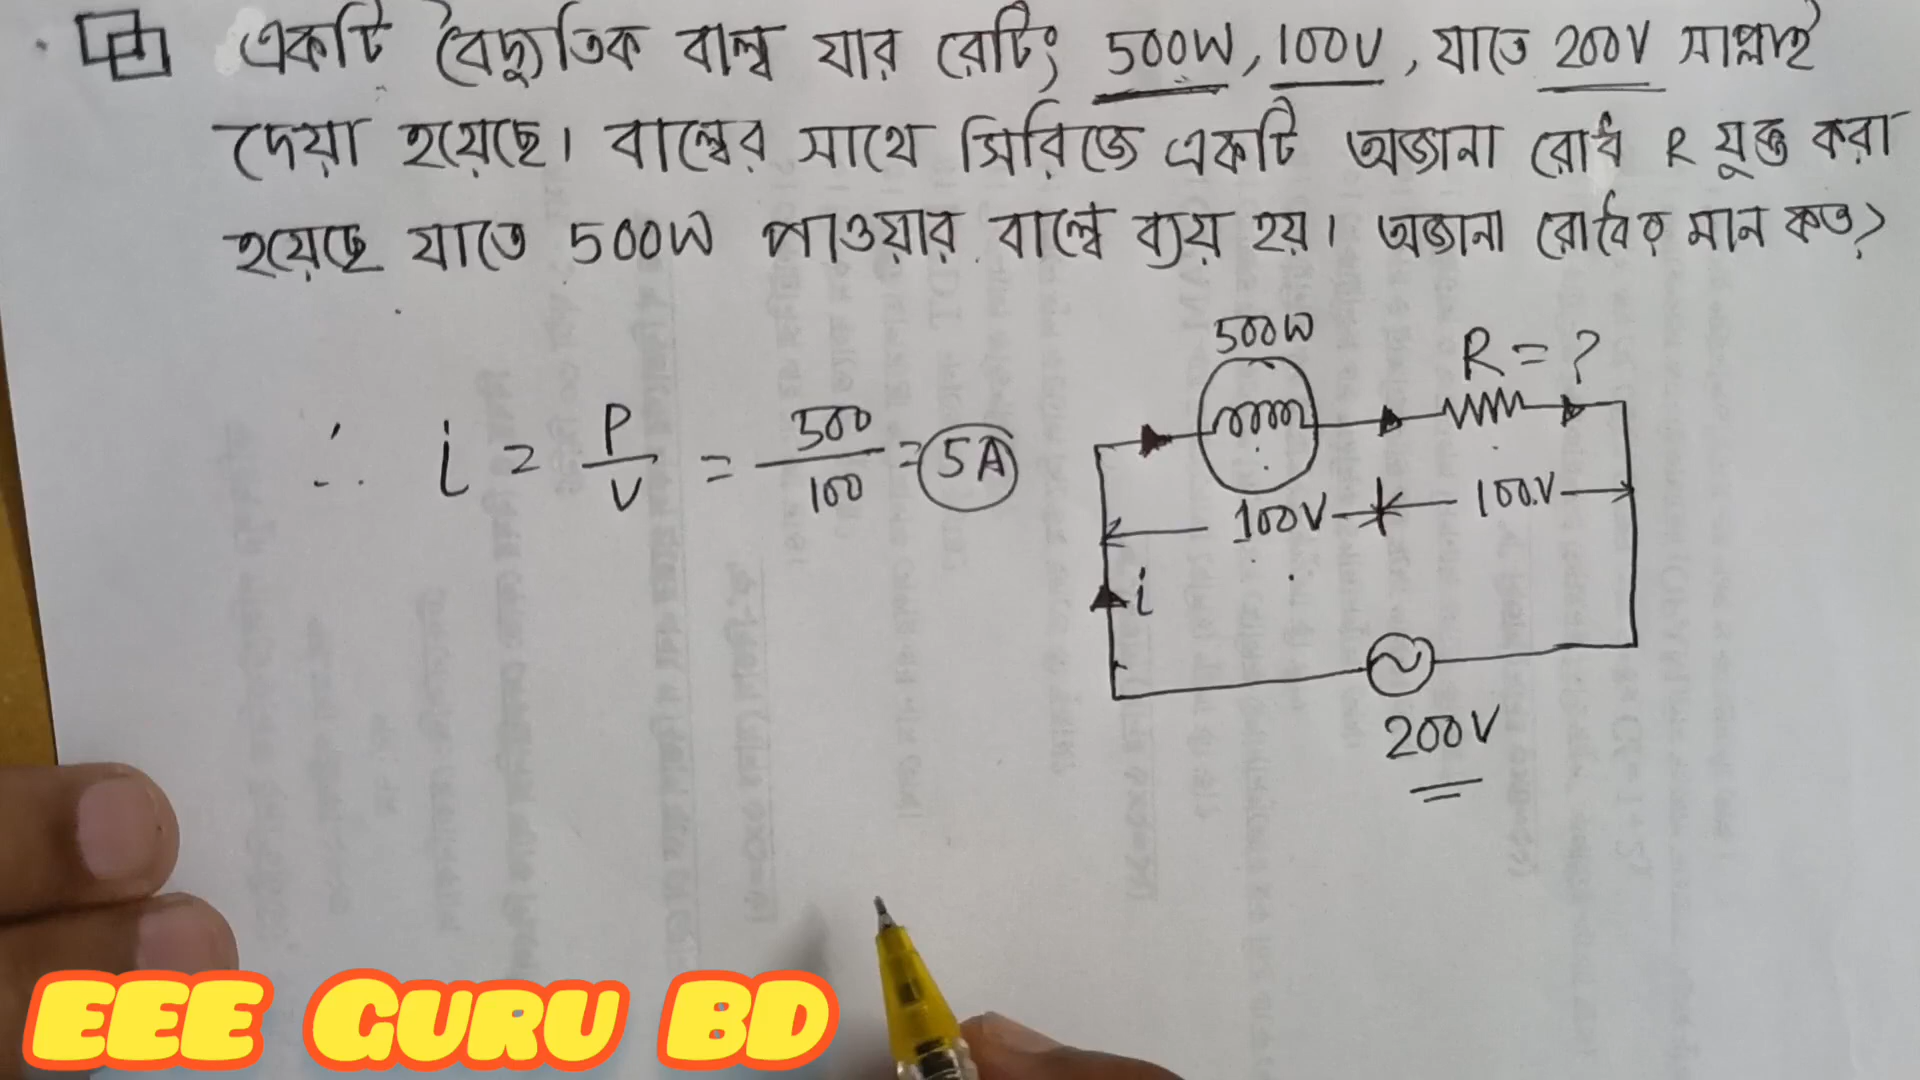 একটি বৈদ্যুতিক বাল্ব যার রেটিং 500W, 100V, যাতে 200V সাপ্লাই
দেয়া হয়েছে। বাল্বের সাথে সিরিজে একটি অজানা রোধ R যুক্ত করা
হয়েছে যাতে 500W পাওয়ার বাল্বে ব্যয় হয়। অজানা রোধের মান কত?
500W
R = ?
∴ i = P/V = 500/100 = 5A
100V
100V
i
200V
EEE GURU BD